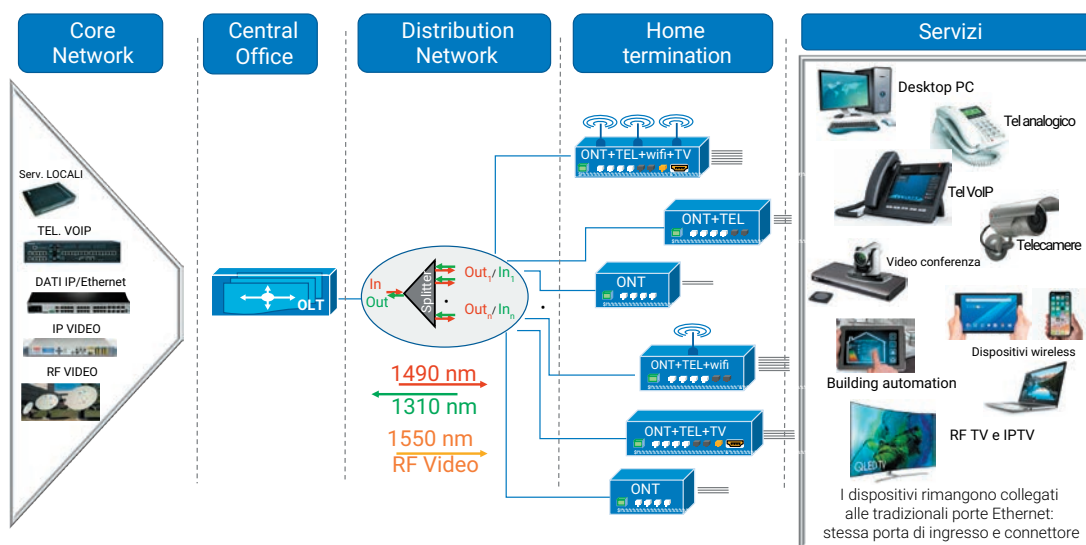 Core
Network
Central
Office
Distribution
Network
Home
termination
Servizi
Serv. LOCALI
TEL. VOIP
DATI IP/Ethernet
IP VIDEO
RF VIDEO
OLT
In
Out
Splitter
Out1/In1
Outn/Inn
1490 nm
1310 nm
1550 nm
RF Video
ONT+TEL+wifi+TV
ONT+TEL
ONT
ONT+TEL+wifi
ONT+TEL+TV
ONT
Desktop PC
Tel analogico
Tel VoIP
Telecamere
Video conferenza
Dispositivi wireless
Building automation
RF TV e IPTV
QLED TV
I dispositivi rimangono collegati
alle tradizionali porte Ethernet:
stessa porta di ingresso e connettore